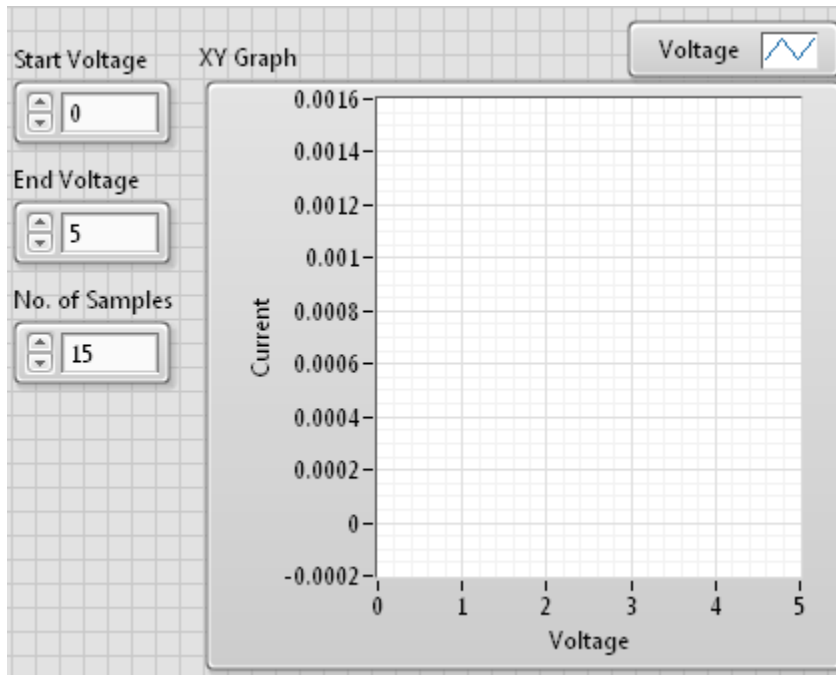 Start Voltage
0
End Voltage
5
No. of Samples
15
XY Graph
Voltage
Current
0.0016
0.0014
0.0012
0.001
0.0008
0.0006
0.0004
0.0002
0
-0.0002
0 1 2 3 4 5
Voltage